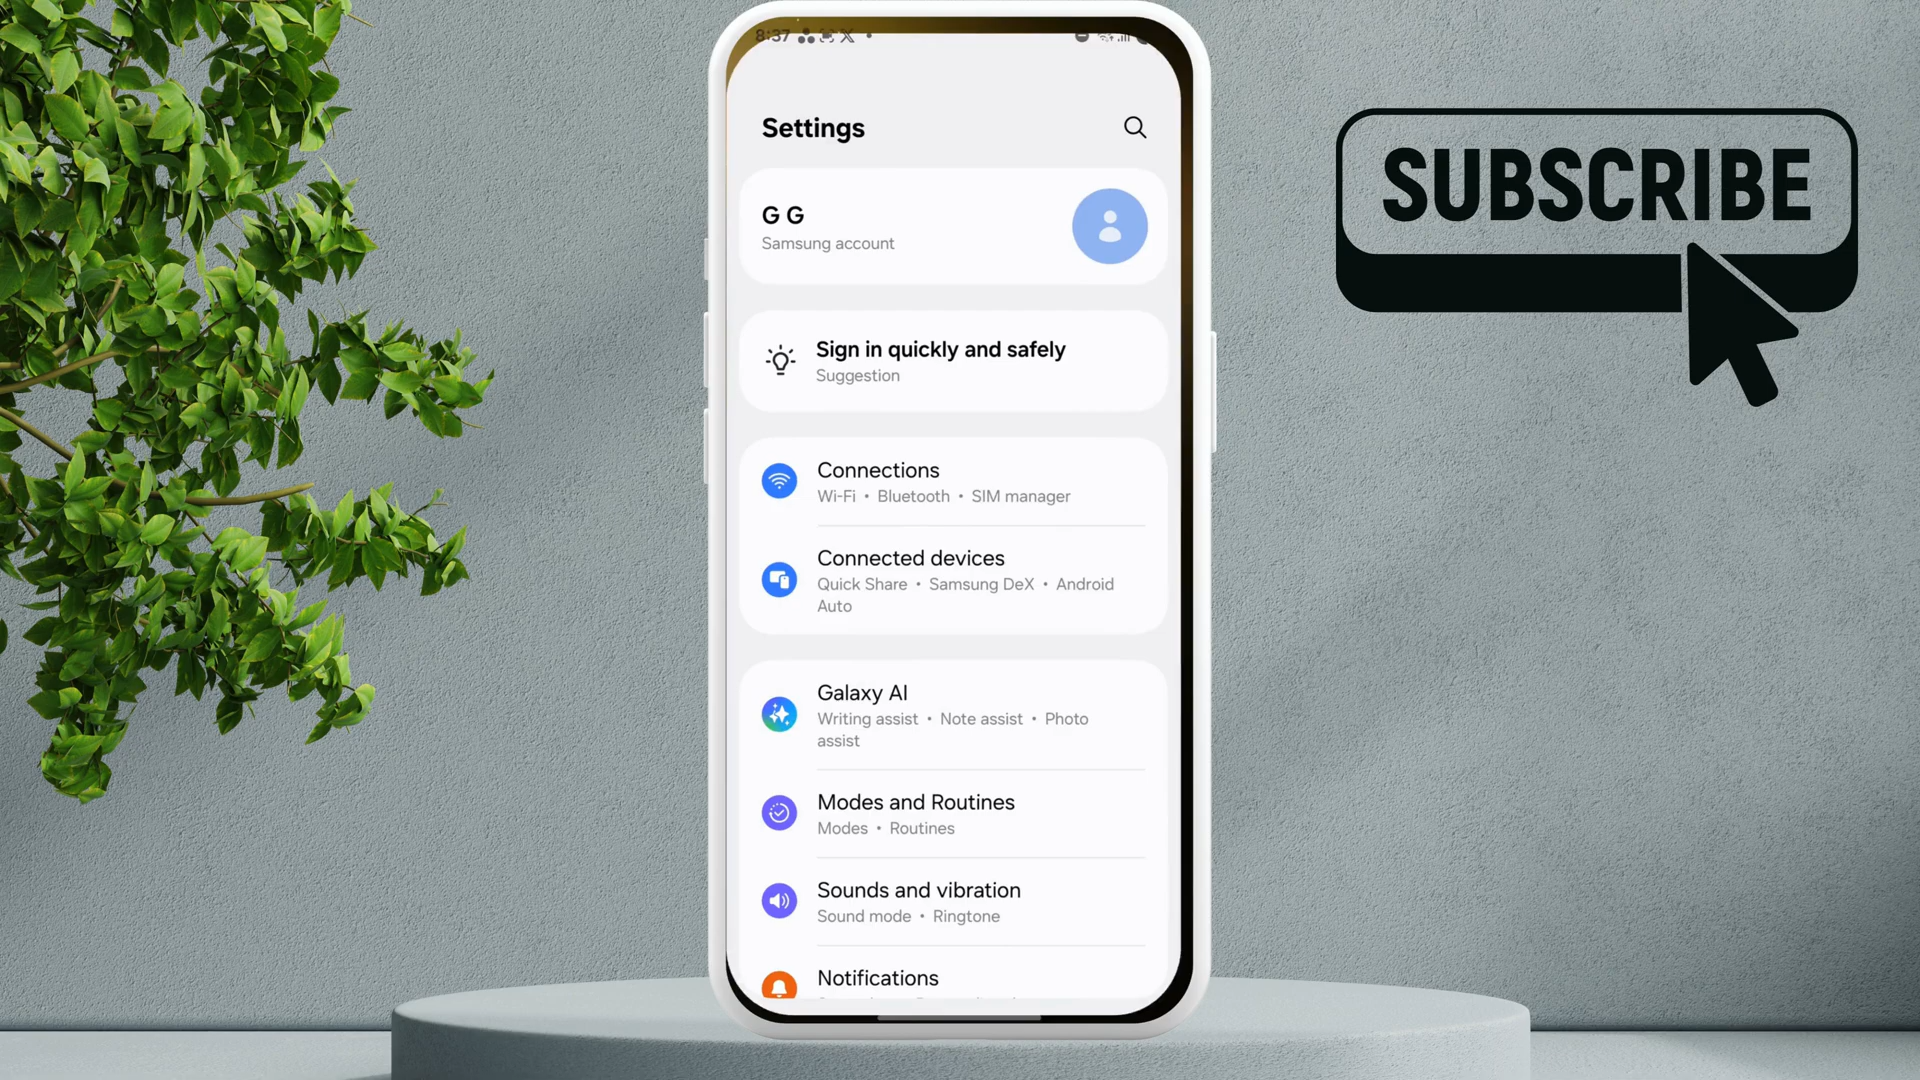 8:37
Settings
G G
Samsung account
Sign in quickly and safely
Suggestion
Connections
Wi-Fi • Bluetooth • SIM manager
Connected devices
Quick Share • Samsung DeX • Android
Auto
Galaxy AI
Writing assist • Note assist • Photo
assist
Modes and Routines
Modes • Routines
Sounds and vibration
Sound mode • Ringtone
Notifications
SUBSCRIBE